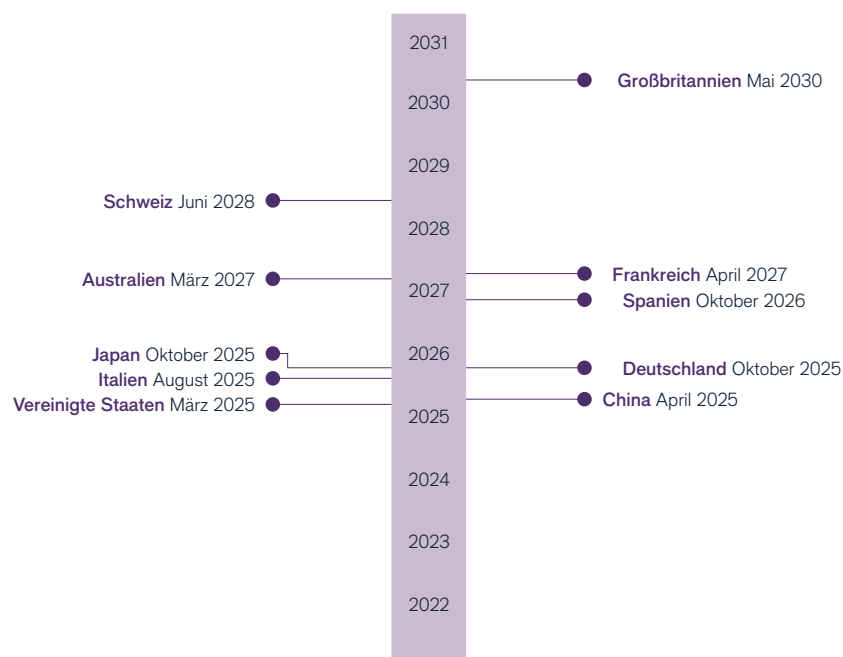 2031
Großbritannien Mai 2030
2030
2029
Schweiz Juni 2028
2028
Australien März 2027
Frankreich April 2027
2027
Spanien Oktober 2026
Japan Oktober 2025
2026
Deutschland Oktober 2025
Italien August 2025
Vereinigte Staaten März 2025
China April 2025
2025
2024
2023
2022